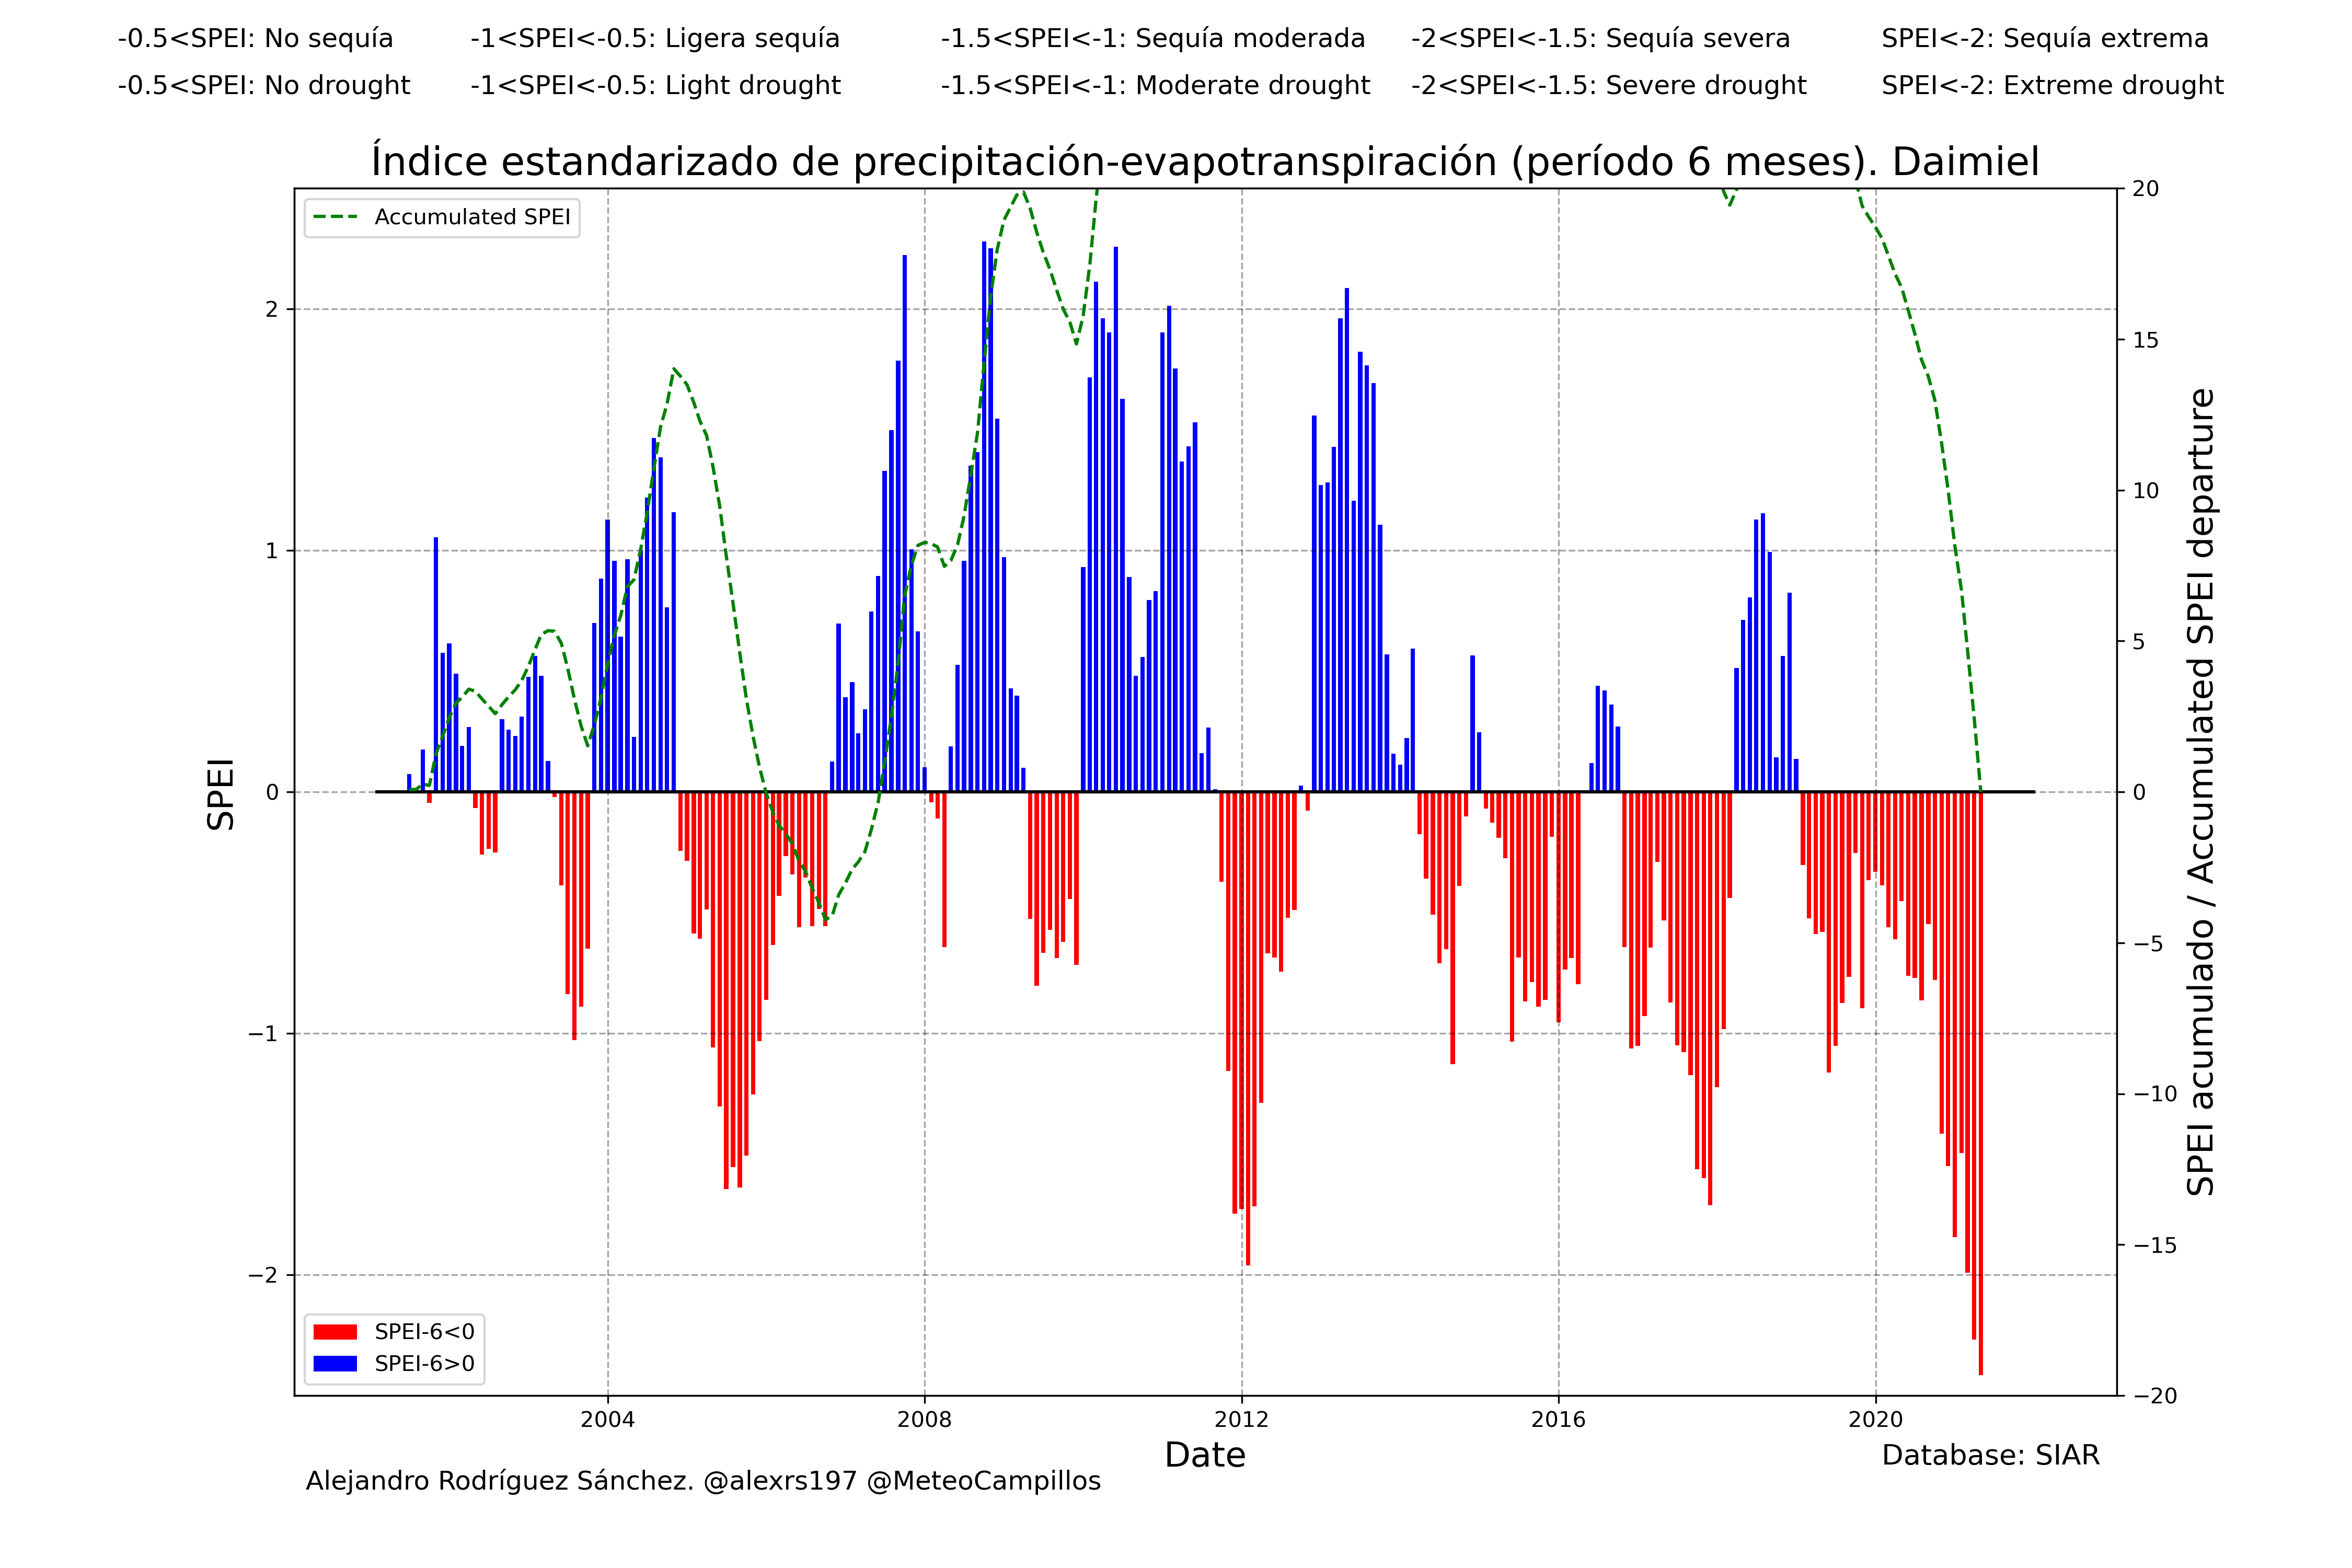 -0.5<SPEI: No sequía -1<SPEI<-0.5: Ligera sequía -1.5<SPEI<-1: Sequía moderada -2<SPEI<-1.5: Sequía severa SPEI<-2: Sequía extrema
-0.5<SPEI: No drought -1<SPEI<-0.5: Light drought -1.5<SPEI<-1: Moderate drought -2<SPEI<-1.5: Severe drought SPEI<-2: Extreme drought
Índice estandarizado de precipitación-evapotranspiración (período 6 meses). Daimiel
Accumulated SPEI
SPEI
2
1
0
−1
−2
20
15
10
5
0
−5
−10
−15
−20
SPEI acumulado / Accumulated SPEI departure
SPEI-6<0
SPEI-6>0
2004 2008 2012 2016 2020
Date
Database: SIAR
Alejandro Rodríguez Sánchez. @alexrs197 @MeteoCampillos